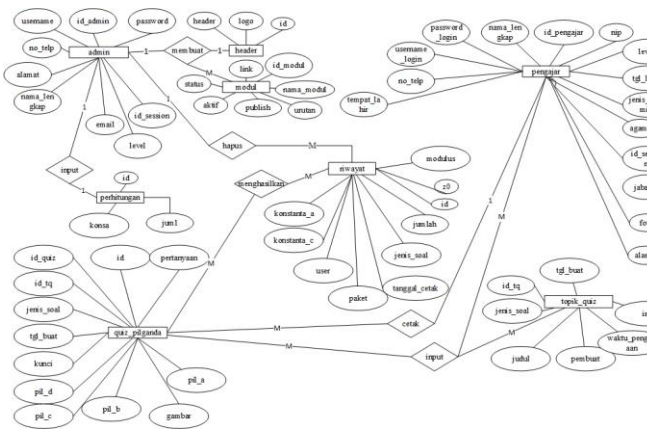 username
id_admin
password
no_telp
admin
alamat
nama_len
gkap
email
id_session
level
1
membuat
1
M
header
logo
id
header
link
id_modul
status
modul
nama_modul
aktif
publish
urutan
password
_login
nama_len
gkap
id_pengajar
nip
username
_login
no_telp
pengajar
tempat_la
hir
1
input
1
id
perhitungan
konsa
juml
1
hapus
M
menghasilkan
M
M
riwayat
modulus
z0
id
jumlah
konstanta_a
konstanta_c
jenis_soal
user
paket
tanggal_cetak
1
M
id_quiz
id
pertanyaan
id_tq
jenis_soal
tgl_buat
quiz_pilganda
kunci
pil_d
pil_c
pil_b
gambar
pil_a
M
cetak
M
input
M
tgl_buat
id_tq
topik_quiz
jenis_soal
judul
pembuat
waktu_peng
aan